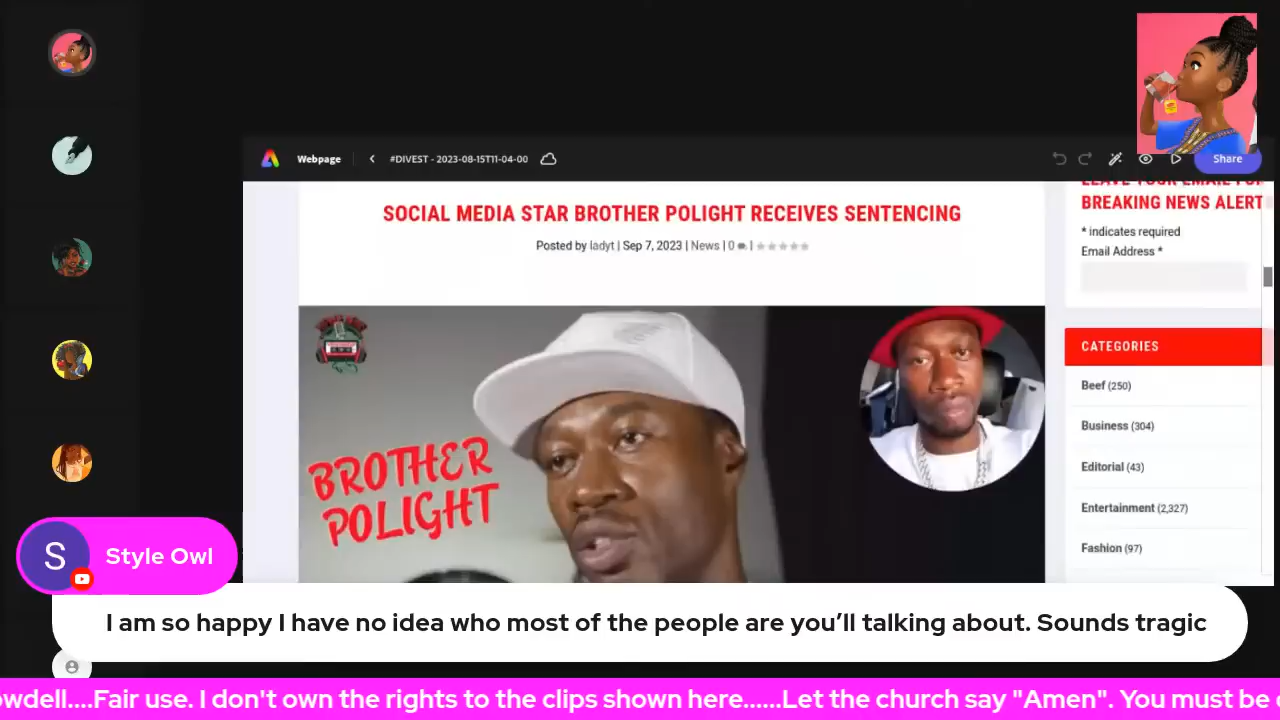 Webpage
#DIVEST - 2023-08-15T11-04-00
Share
SOCIAL MEDIA STAR BROTHER POLIGHT RECEIVES SENTENCING
Posted by ladyt | Sep 7, 2023 | News | 0 |
BROTHER
POLIGHT
LEAVE YOUR EMAIL FOR
BREAKING NEWS ALERT
* indicates required
Email Address *
CATEGORIES
Beef (250)
Business (304)
Editorial (43)
Entertainment (2,327)
Fashion (97)
S
Style Owl
I am so happy I have no idea who most of the people are you’ll talking about. Sounds tragic
owdell....Fair use. I don't own the rights to the clips shown here......Let the church say "Amen". You must be